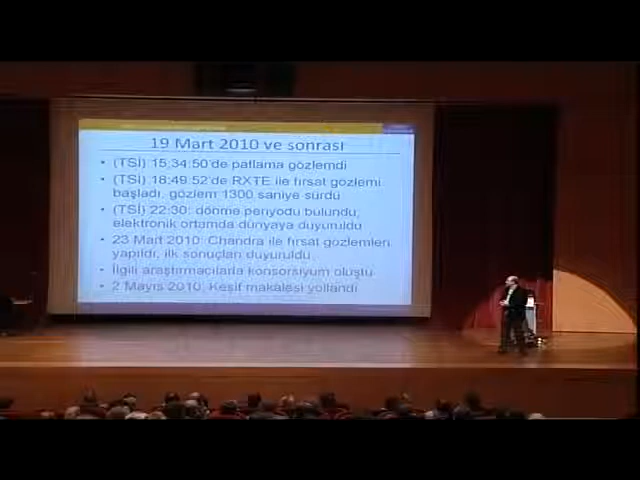 19 Mart 2010 ve sonrası
• (TSİ) 15:34:50'de patlama gözlemdi
• (TSİ) 18:49:52'de RXTE ile fırsat gözlemi
başladı, gözlem 1300 saniye sürdü
• (TSİ) 22:30: dönme periyodu bulundu,
elektronik ortamda dünyaya duyuruldu
• 23 Mart 2010: Chandra ile fırsat gözlemleri
yapıldı, ilk sonuçları duyuruldu,
• İlgili araştırmacılarla konsorsiyum oluştu
• 2 Mayıs 2010: Keşif makalesi yollandı